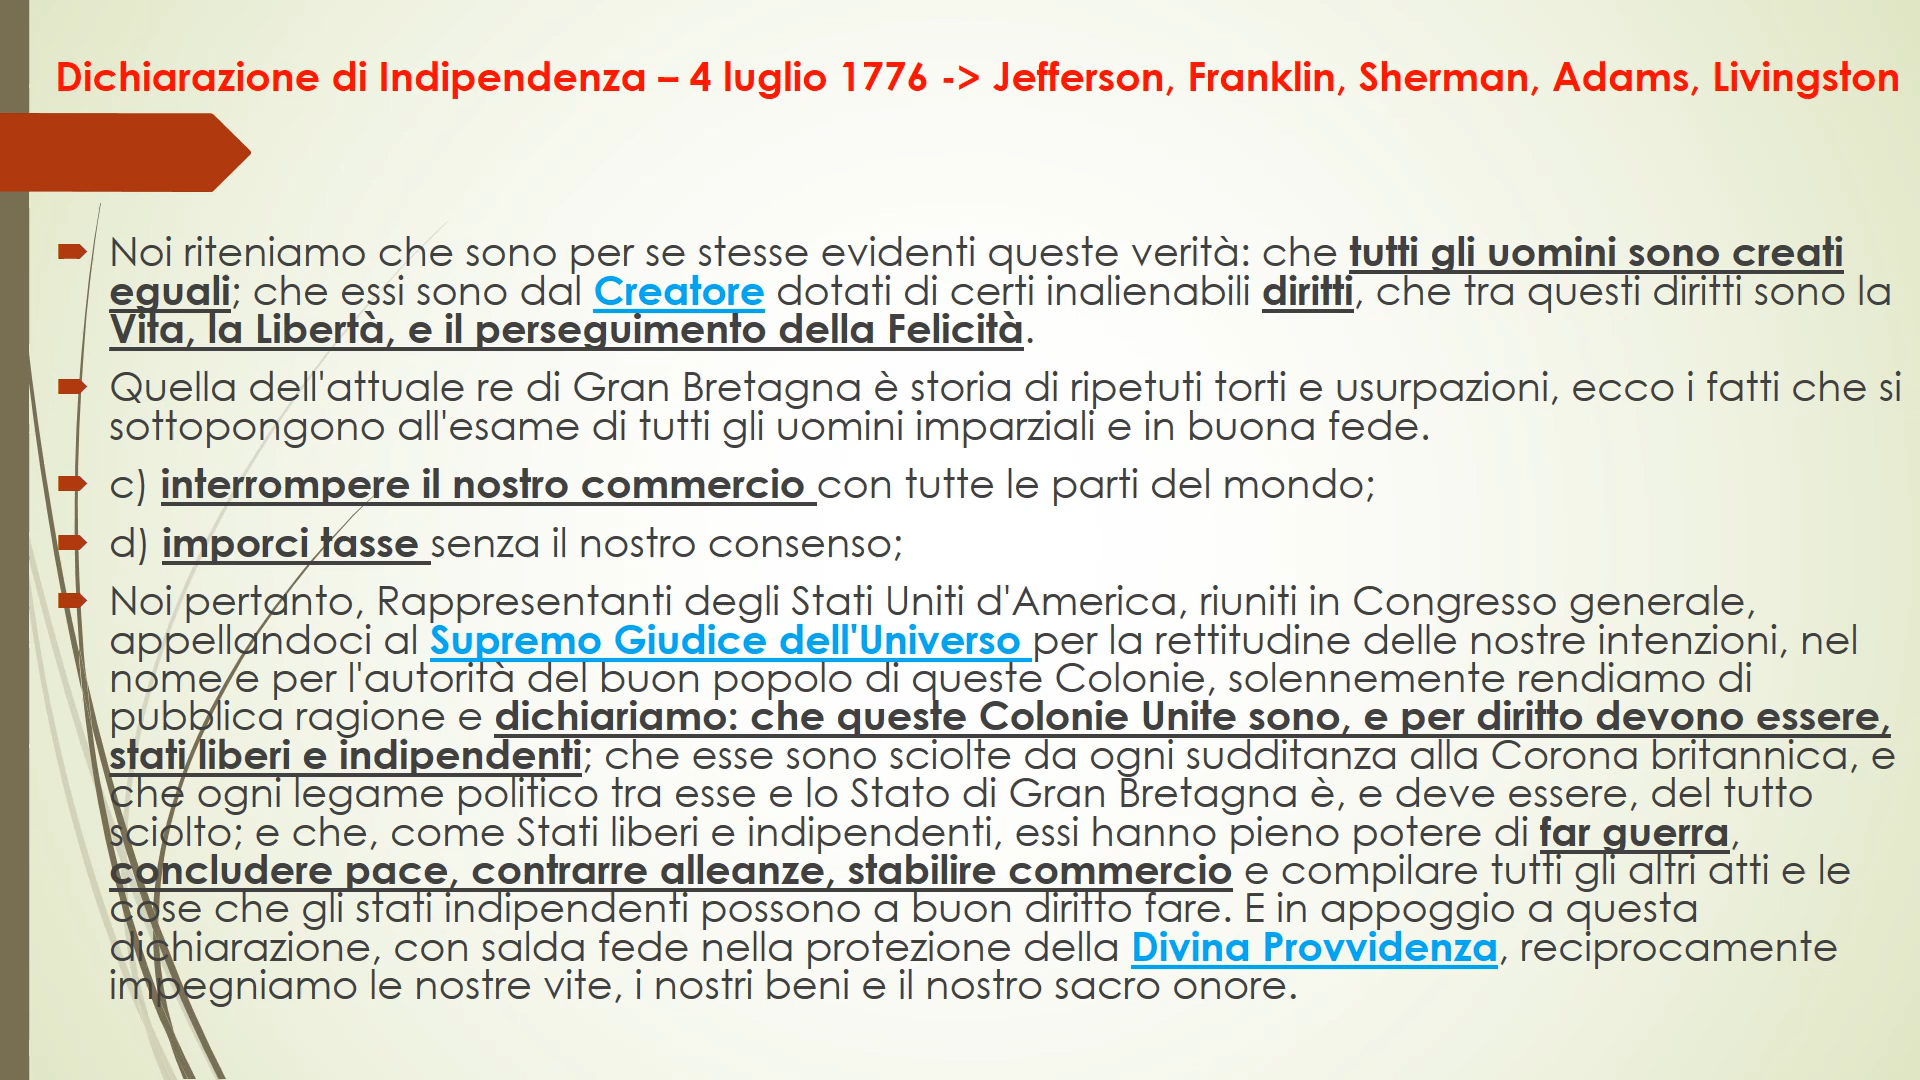 Dichiarazione di Indipendenza – 4 luglio 1776 -> Jefferson, Franklin, Sherman, Adams, Livingston
Noi riteniamo che sono per se stesse evidenti queste verità: che tutti gli uomini sono creati
eguali; che essi sono dal Creatore dotati di certi inalienabili diritti, che tra questi diritti sono la
Vita, la Libertà, e il perseguimento della Felicità.
Quella dell'attuale re di Gran Bretagna è storia di ripetuti torti e usurpazioni, ecco i fatti che si
sottopongono all'esame di tutti gli uomini imparziali e in buona fede.
c) interrompere il nostro commercio con tutte le parti del mondo;
d) imporci tasse senza il nostro consenso;
Noi pertanto, Rappresentanti degli Stati Uniti d'America, riuniti in Congresso generale,
appellandoci al Supremo Giudice dell'Universo per la rettitudine delle nostre intenzioni, nel
nome e per l'autorità del buon popolo di queste Colonie, solennemente rendiamo di
pubblica ragione e dichiariamo: che queste Colonie Unite sono, e per diritto devono essere,
stati liberi e indipendenti; che esse sono sciolte da ogni sudditanza alla Corona britannica, e
che ogni legame politico tra esse e lo Stato di Gran Bretagna è, e deve essere, del tutto
sciolto; e che, come Stati liberi e indipendenti, essi hanno pieno potere di far guerra,
concludere pace, contrarre alleanze, stabilire commercio e compilare tutti gli altri atti e le
cose che gli stati indipendenti possono a buon diritto fare. E in appoggio a questa
dichiarazione, con salda fede nella protezione della Divina Provvidenza, reciprocamente
impegniamo le nostre vite, i nostri beni e il nostro sacro onore.